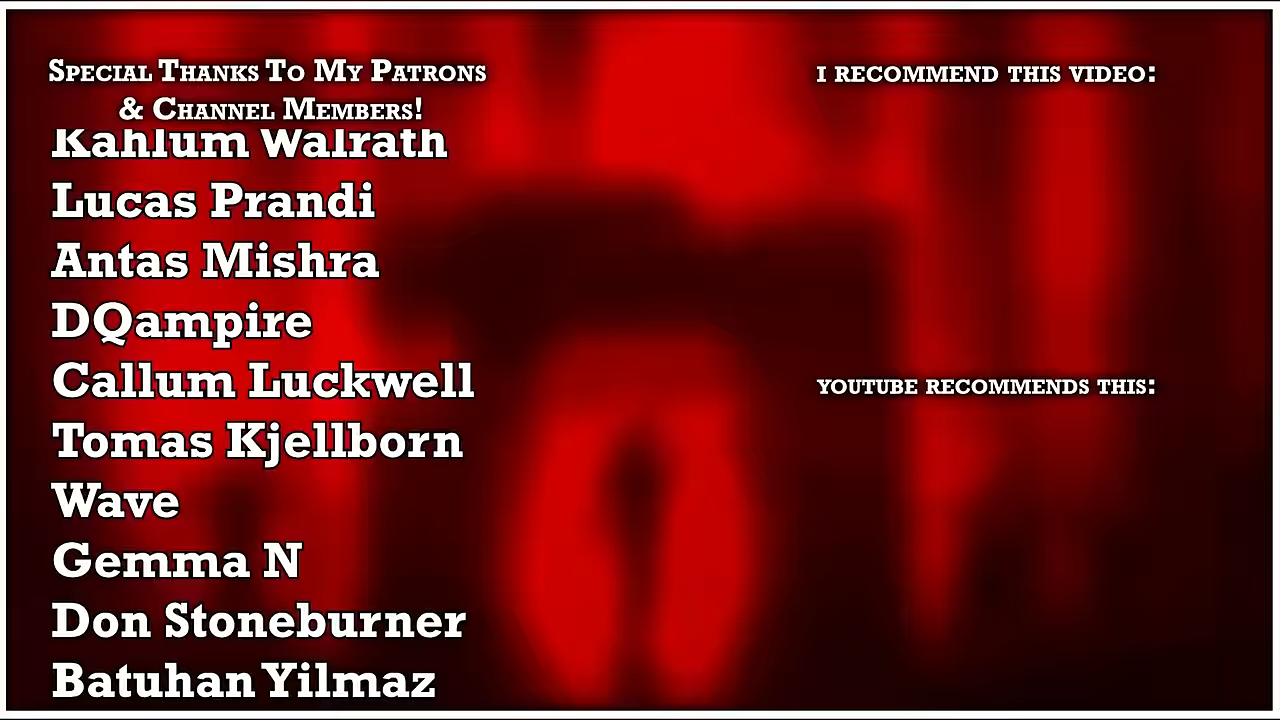 Special Thanks To My Patrons
& Channel Members!
Kahlum Walrath
Lucas Prandi
Antas Mishra
DQampire
Callum Luckwell
Tomas Kjellborn
Wave
Gemma N
Don Stoneburner
Batuhan Yilmaz
I RECOMMEND THIS VIDEO:
YOUTUBE RECOMMENDS THIS: